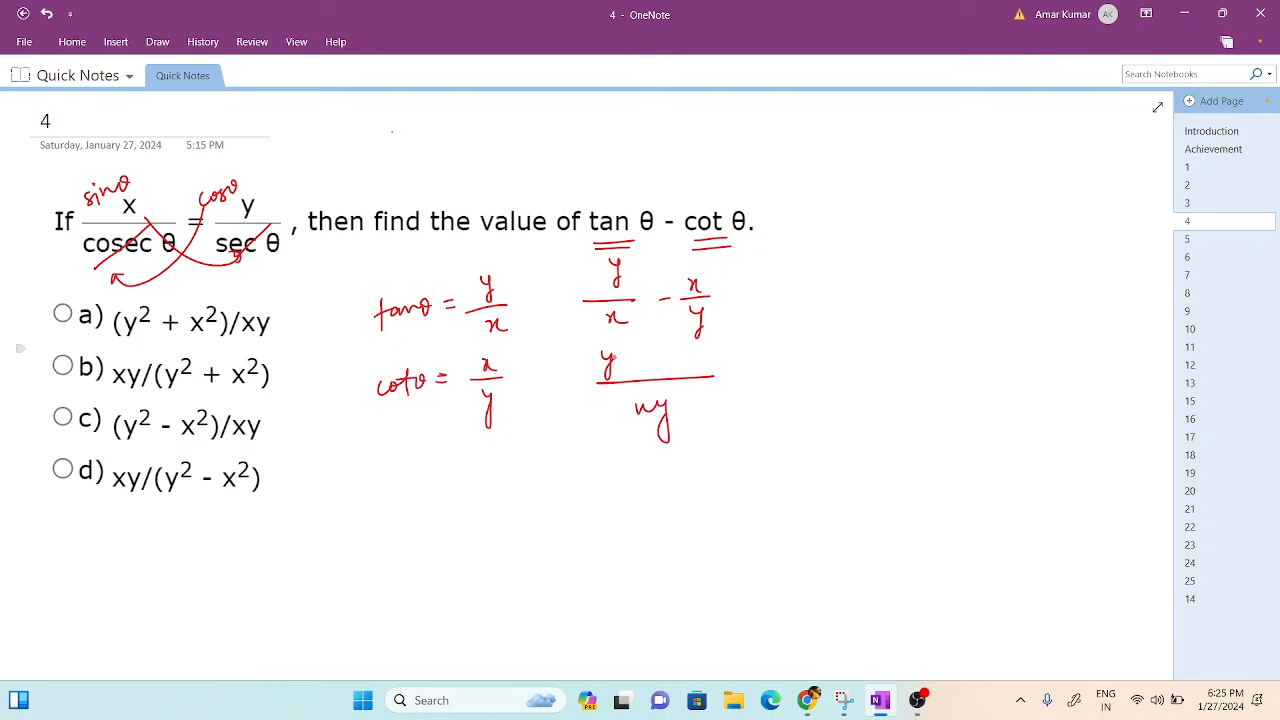 4 - OneNote
Amar Kumar AK
File Home Insert Draw History Review View Help
Quick Notes Quick Notes Search Notebooks
4
Saturday, January 27, 2024 5:15 PM
Add Page
Introduction
Achievement
1
2
3
4
5
6
7
8
9
10
11
12
13
15
16
17
18
19
20
21
22
23
24
25
14
sinθ cosθ
If x/cosec θ = y/sec θ , then find the value of tan θ - cot θ.
tanθ = y/x
y/x - x/y
cotθ = x/y
y
xy
a) (y² + x²)/xy
b) xy/(y² + x²)
c) (y² - x²)/xy
d) xy/(y² - x²)
Search
PRE
ENG
IN
6:25 PM
1/27/2024